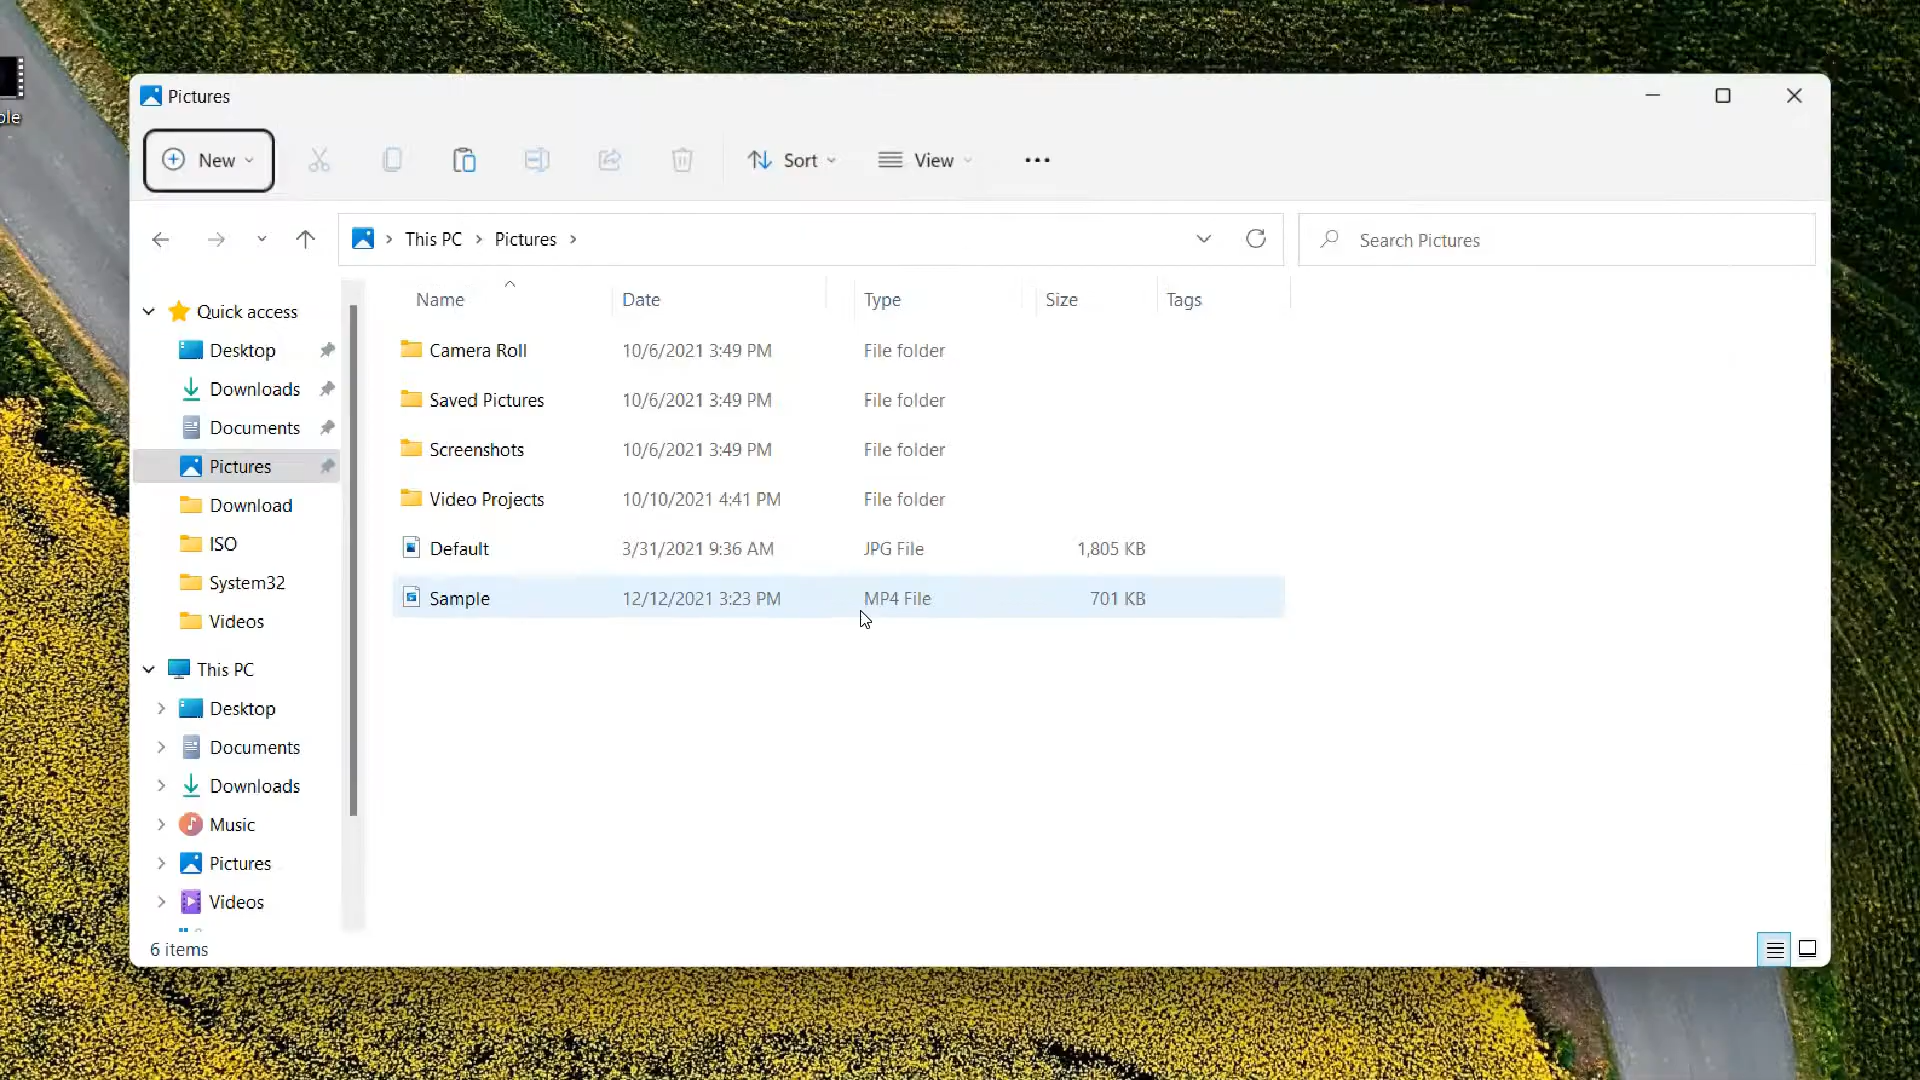 Pictures
New
Sort
View
This PC
Pictures
Search Pictures
Name Date Type Size Tags
Quick access
Desktop
Downloads
Documents
Pictures
Download
ISO
System32
Videos
This PC
Desktop
Documents
Downloads
Music
Pictures
Videos
Camera Roll 10/6/2021 3:49 PM File folder
Saved Pictures 10/6/2021 3:49 PM File folder
Screenshots 10/6/2021 3:49 PM File folder
Video Projects 10/10/2021 4:41 PM File folder
Default 3/31/2021 9:36 AM JPG File 1,805 KB
Sample 12/12/2021 3:23 PM MP4 File 701 KB
6 items